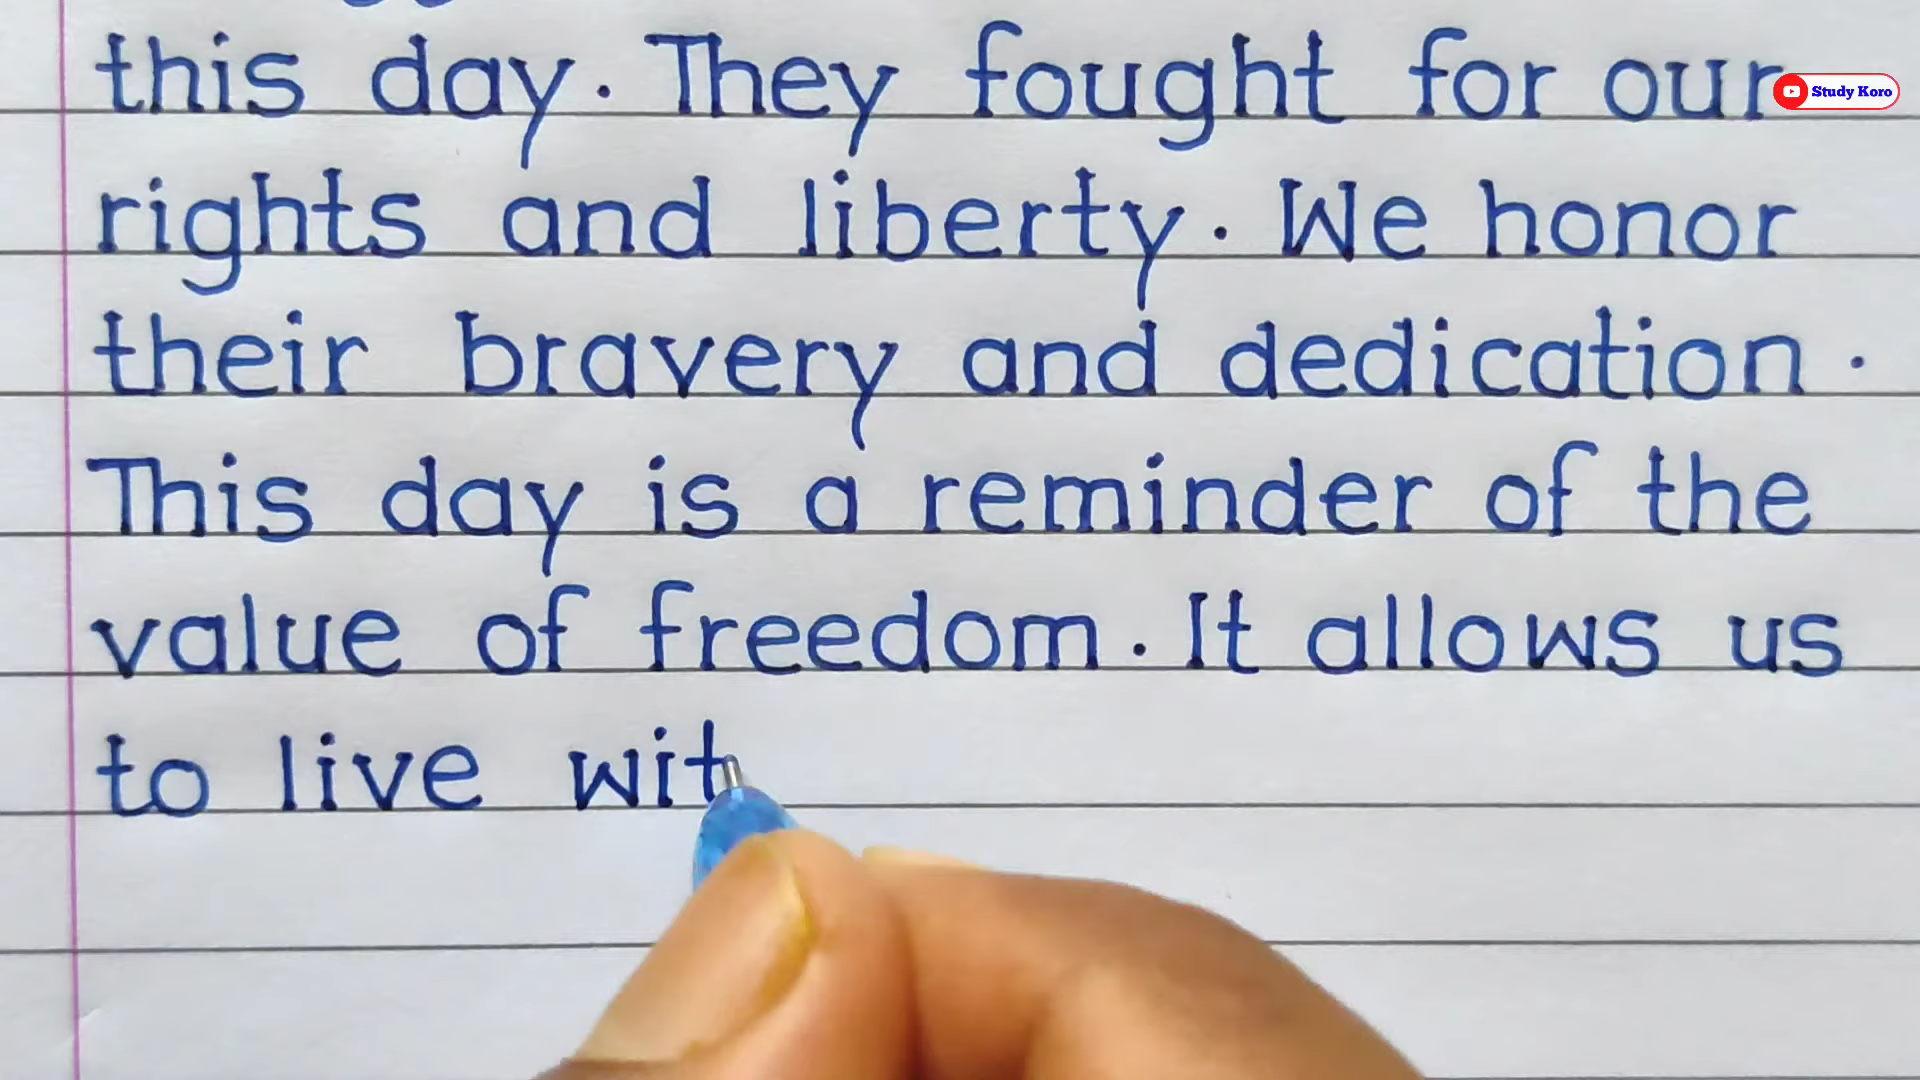 this day. They fought for our
Study Koro
rights and liberty. We honor
their bravery and dedication.
This day is a reminder of the
value of freedom. It allows us
to live wit